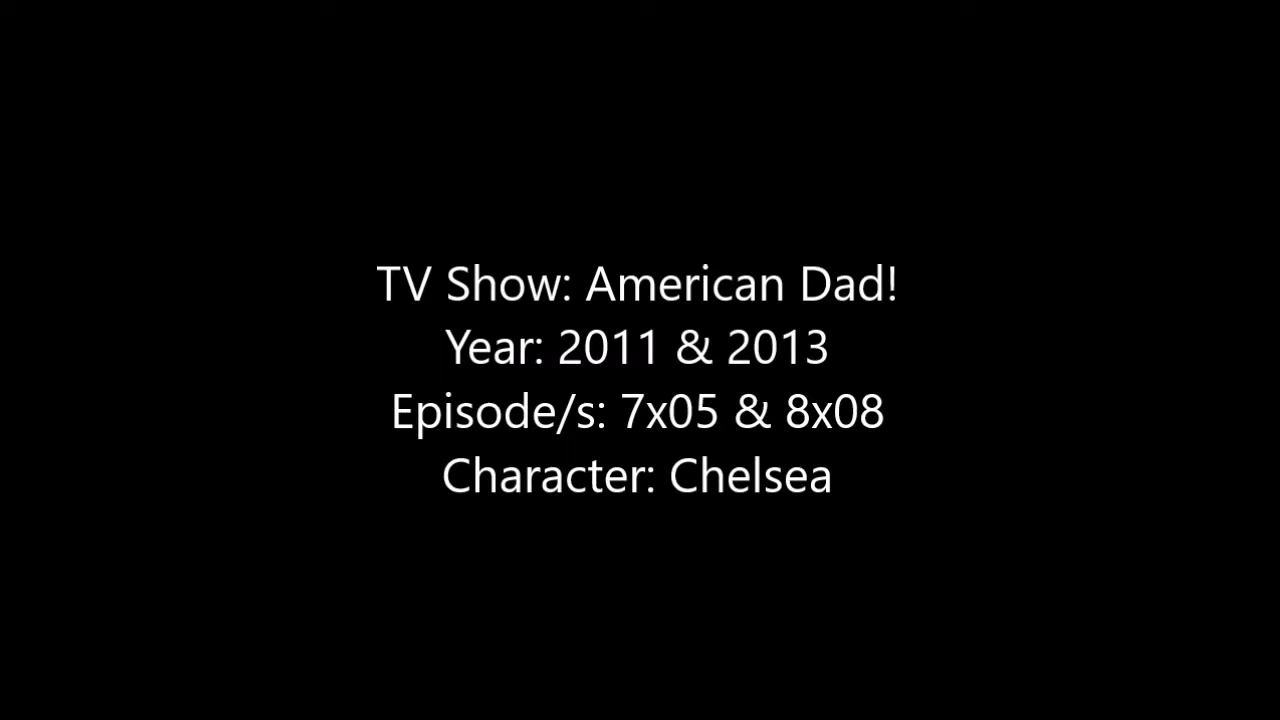 TV Show: American Dad!
Year: 2011 & 2013
Episode/s: 7x05 & 8x08
Character: Chelsea